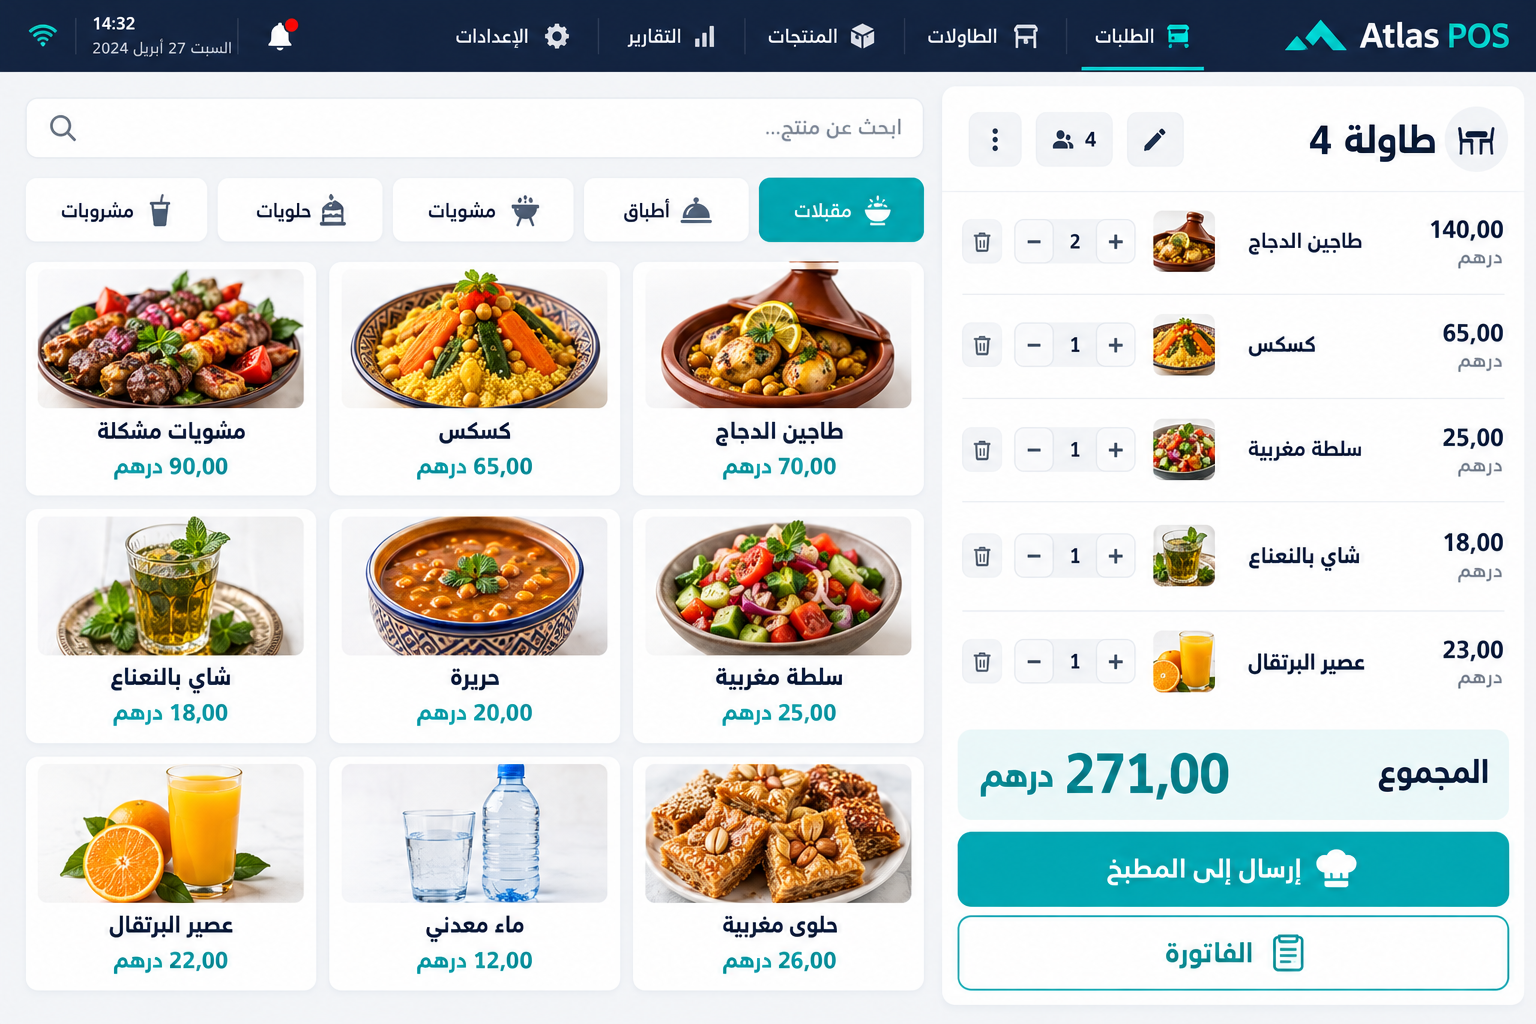 Atlas POS
الطلبات
الطاولات
المنتجات
التقارير
الإعدادات
14:32
السبت 27 أبريل 2024
طاولة 4
4
140,00
درهم
طاجين الدجاج
2
65,00
درهم
كسكس
1
25,00
درهم
سلطة مغربية
1
18,00
درهم
شاي بالنعناع
1
23,00
درهم
عصير البرتقال
1
المجموع
271,00 درهم
إرسال إلى المطبخ
الفاتورة
ابحث عن منتج...
مقبلات
أطباق
مشويات
حلويات
مشروبات
طاجين الدجاج
70,00 درهم
كسكس
65,00 درهم
مشويات مشكلة
90,00 درهم
سلطة مغربية
25,00 درهم
حريرة
20,00 درهم
شاي بالنعناع
18,00 درهم
حلوى مغربية
26,00 درهم
ماء معدني
12,00 درهم
عصير البرتقال
22,00 درهم